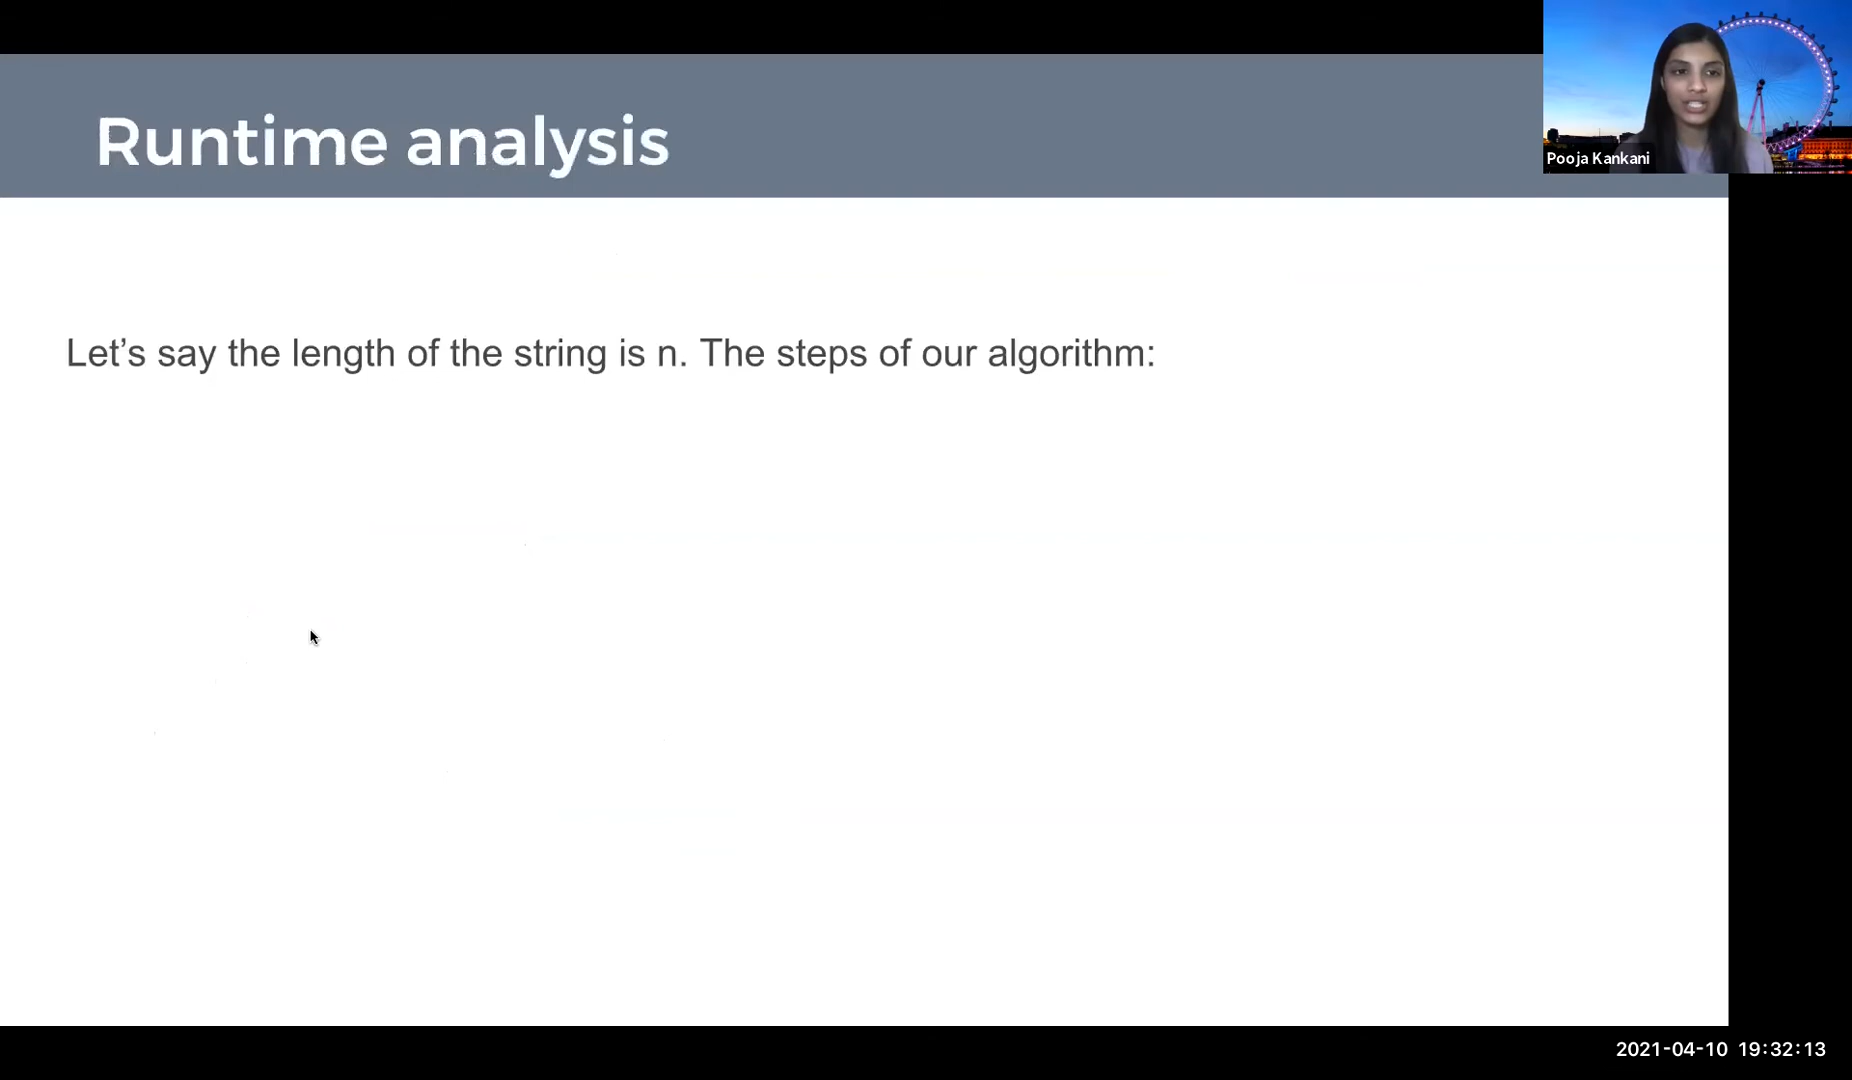 Runtime analysis
Pooja Kankani
Let’s say the length of the string is n. The steps of our algorithm:
2021-04-10 19:32:13